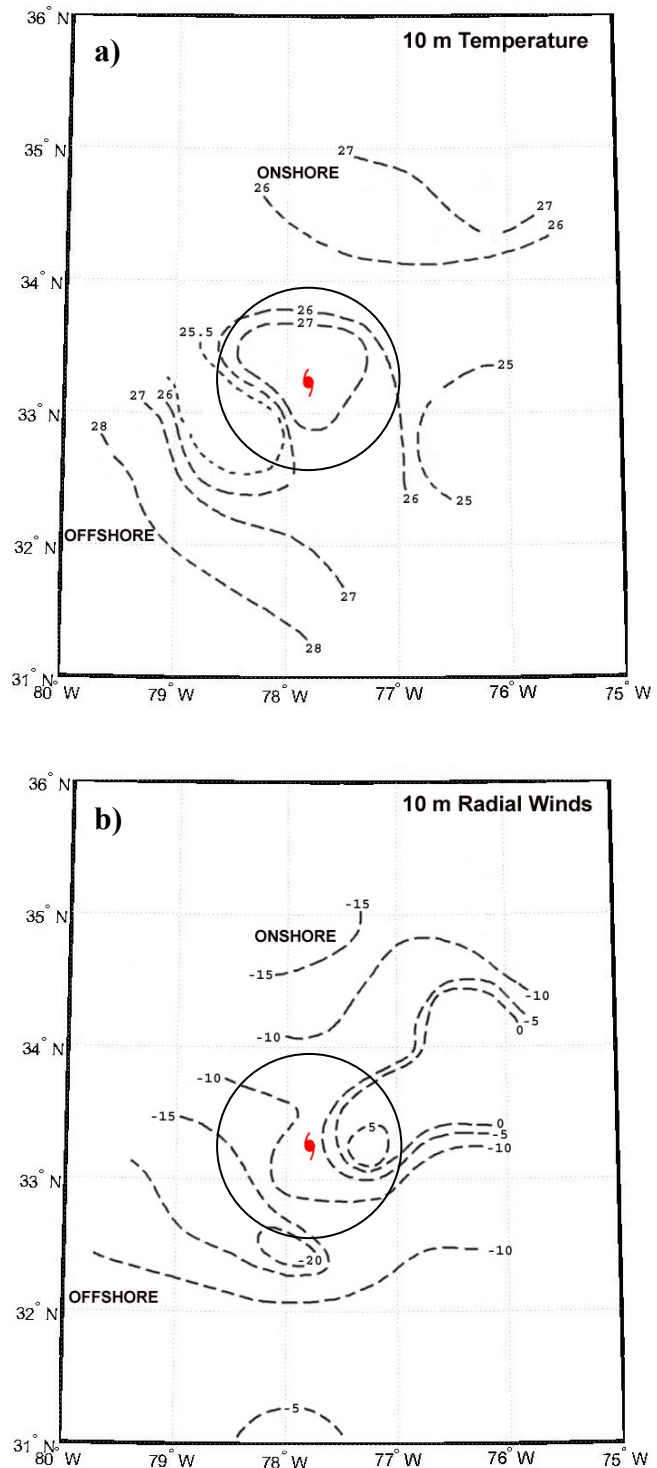 36° N
a)
10 m Temperature
35° N
27
ONSHORE
26
27
26
34° N
26
25.5
27
25
33° N
27
26
28
25
26
OFFSHORE
32° N
27
28
31° N
80° W
79° W
78° W
77° W
76° W
75° W
36° N
b)
10 m Radial Winds
-15
35° N
ONSHORE
-15
-10
-5
0
-10
34° N
-10
-15
5
0
-5
-10
33° N
-20
-10
OFFSHORE
32° N
-5
31° N
80° W
79° W
78° W
77° W
76° W
75° W